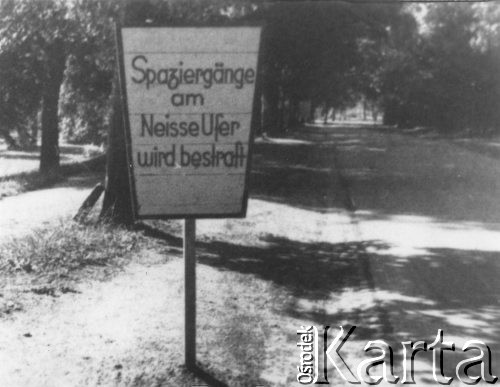 Spaziergänge
am
Neisse Ufer
wird bestraft
Ośrodek
Karta